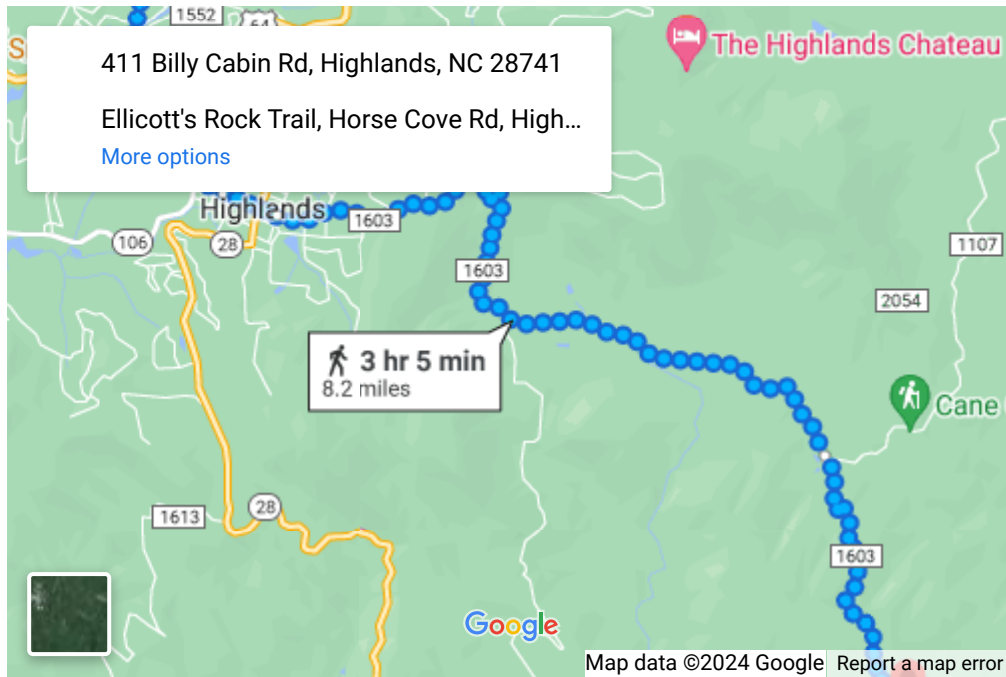 1552
64
S
The Highlands Chateau
411 Billy Cabin Rd, Highlands, NC 28741
Ellicott's Rock Trail, Horse Cove Rd, High...
More options
Highlands
1603
106
28
1107
1603
2054
3 hr 5 min
8.2 miles
Cane
28
1613
1603
Google
Map data ©2024 Google
Report a map error